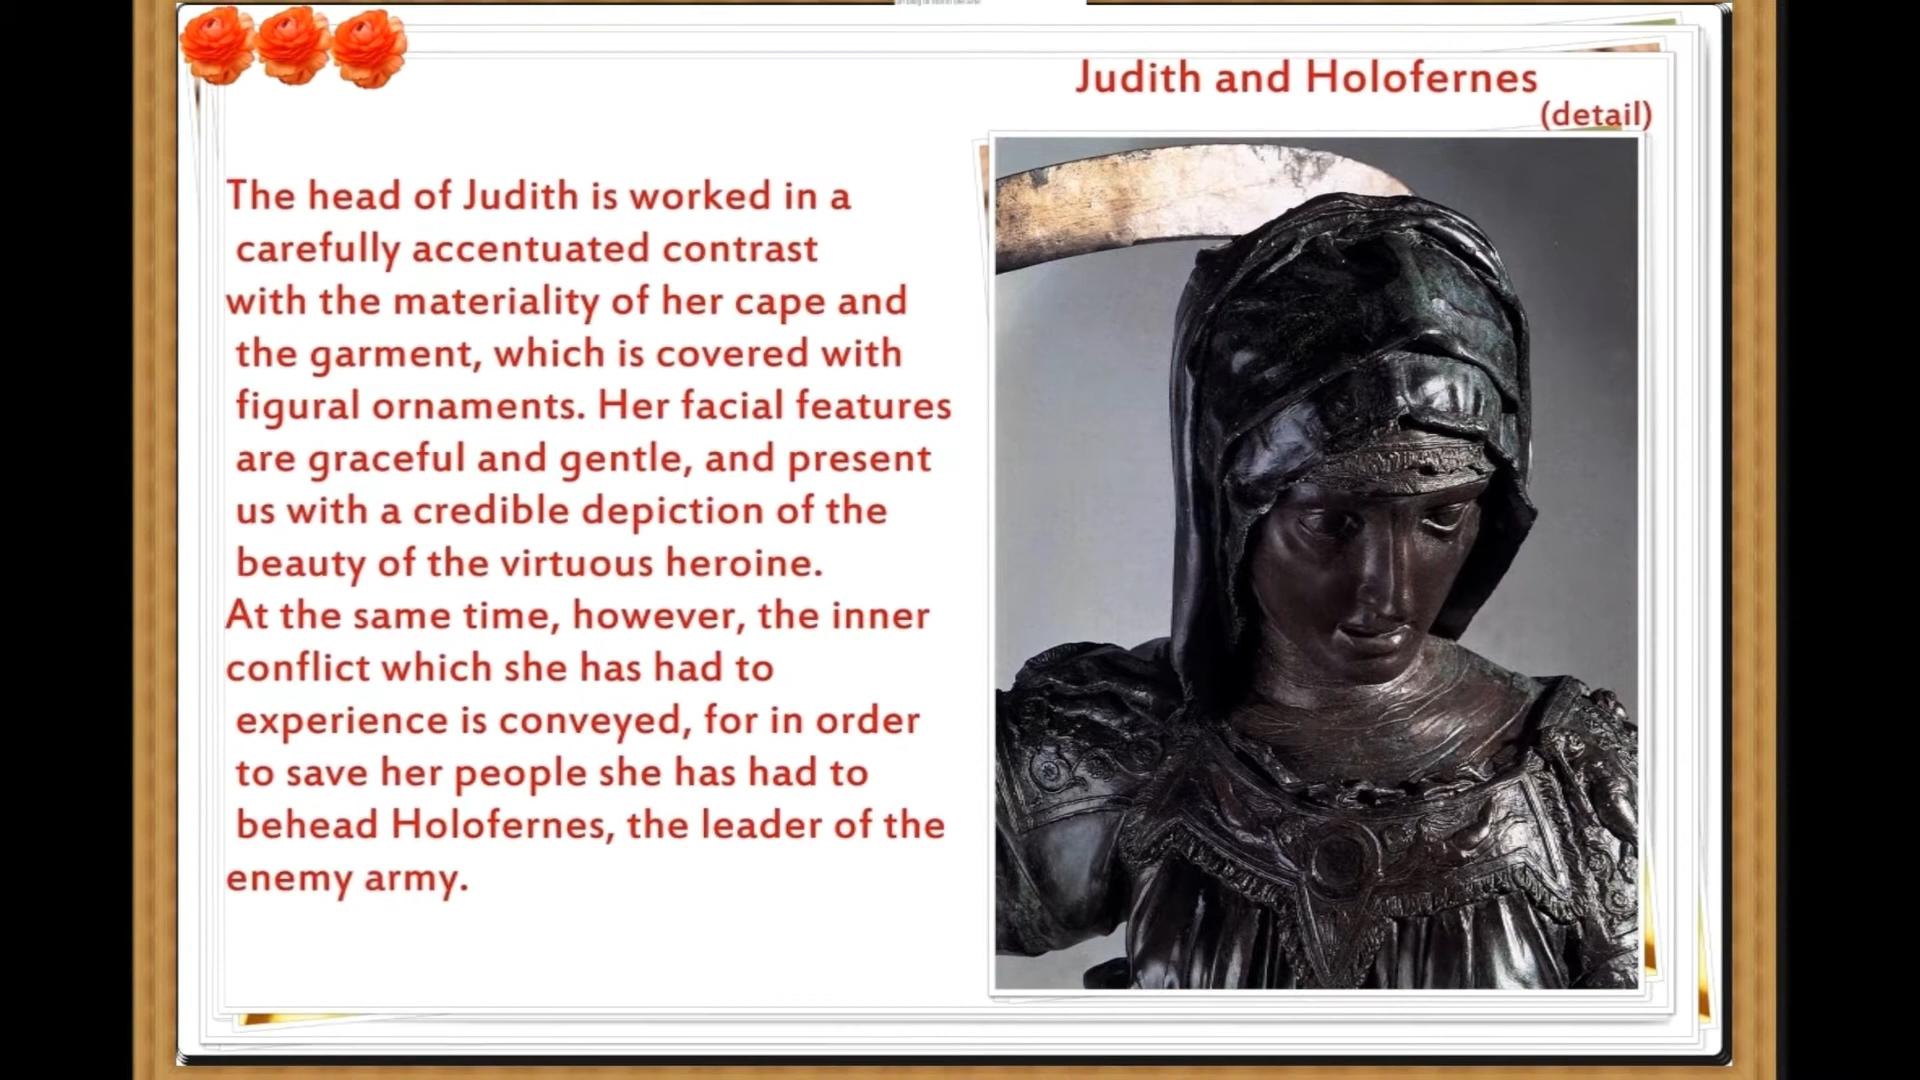 Judith and Holofernes
(detail)
The head of Judith is worked in a
carefully accentuated contrast
with the materiality of her cape and
the garment, which is covered with
figural ornaments. Her facial features
are graceful and gentle, and present
us with a credible depiction of the
beauty of the virtuous heroine.
At the same time, however, the inner
conflict which she has had to
experience is conveyed, for in order
to save her people she has had to
behead Holofernes, the leader of the
enemy army.